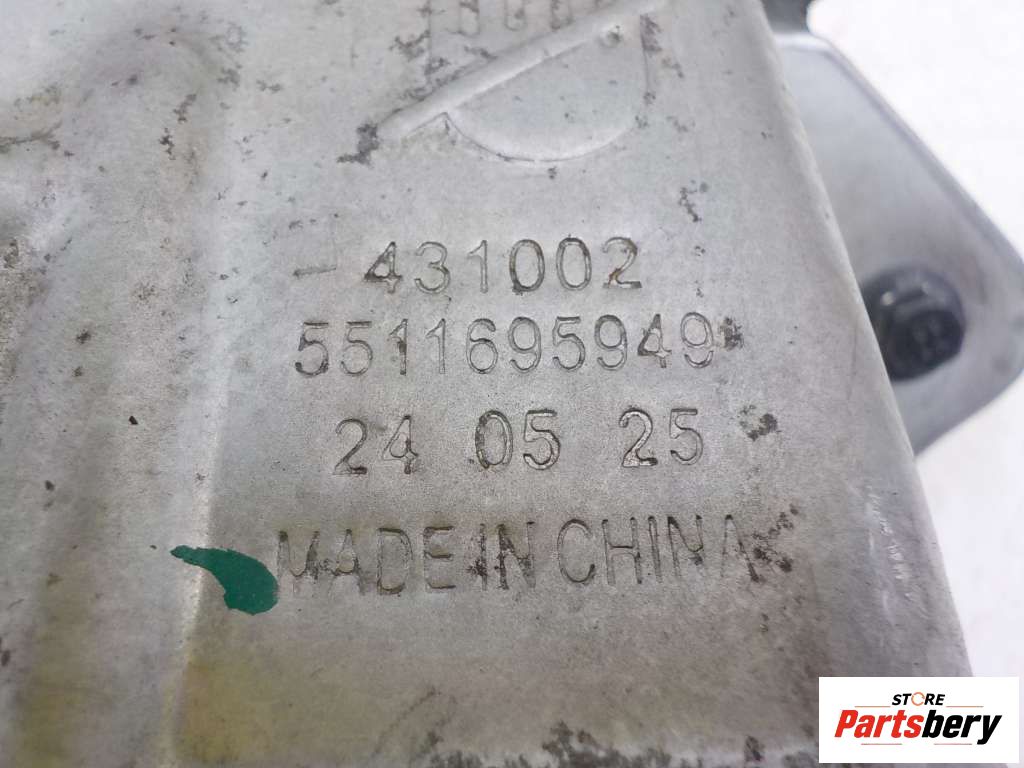 - 431002
5511695949
24 05 25
MADE IN CHINA
STORE
Partsbery